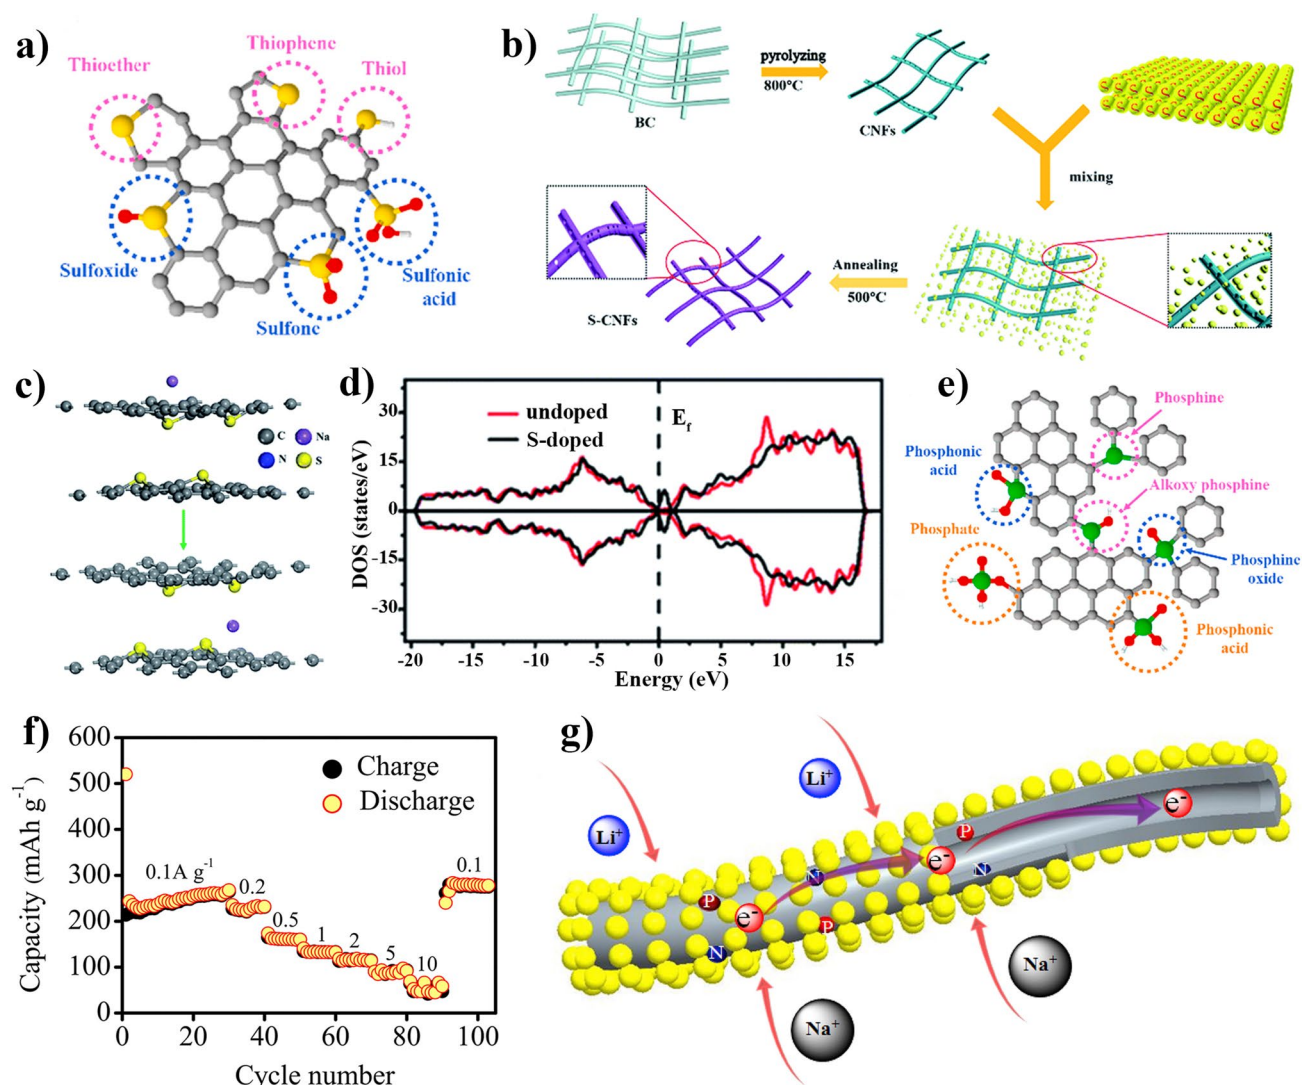 a)
Thiophene
Thioether
Thiol
Sulfoxide
Sulfonic
acid
Sulfone
b)
pyrolyzing
800°C
BC
CNFs
mixing
Annealing
500°C
S-CNFs
c)
C
Na
N
S
d)
undoped
S-doped
E_f
DOS (states/eV)
30
15
0
-15
-30
-20
-15
-10
-5
0
5
10
15
Energy (eV)
e)
Phosphine
Phosphonic
acid
Alkoxy phosphine
Phosphate
Phosphine
oxide
Phosphonic
acid
f)
Charge
Discharge
Capacity (mAh g⁻¹)
600
500
400
300
200
100
0
0.1A g⁻¹
0.2
0.5
1
2
5
10
0.1
0
20
40
60
80
100
Cycle number
g)
Li⁺
Li⁺
P
N
e⁻
e⁻
N
P
P
N
e⁻
Na⁺
Na⁺